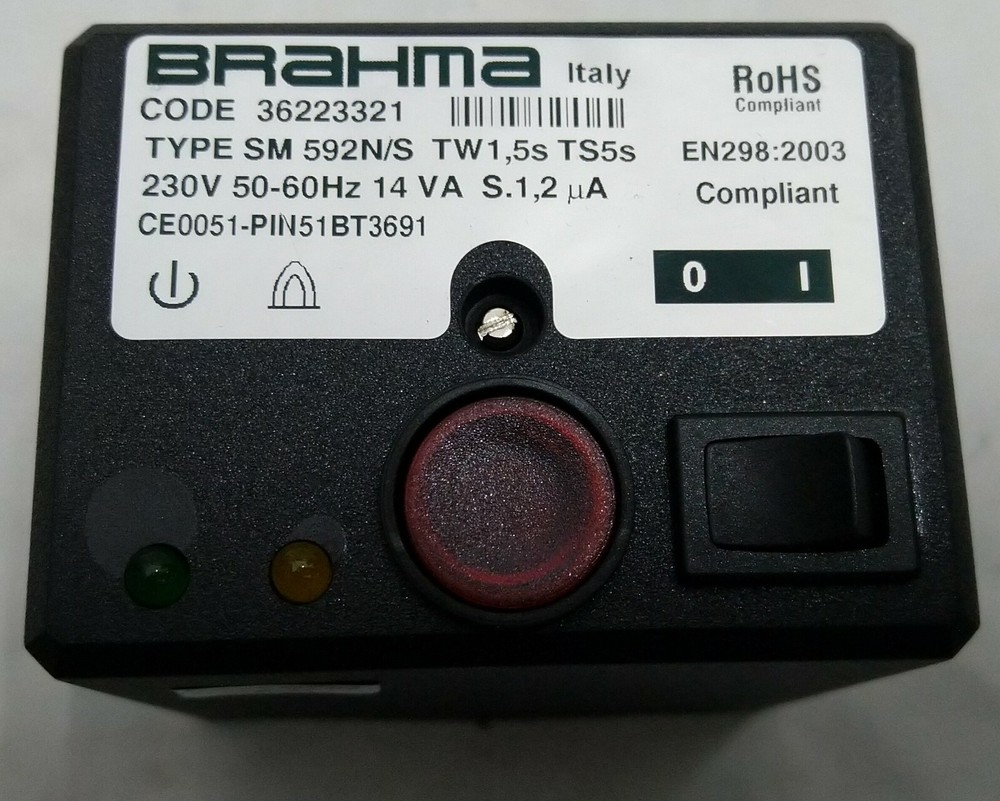 BRAHMA Italy
RoHS
Compliant
CODE 36223321
TYPE SM 592N/S TW1,5s TS5s
EN298:2003
Compliant
230V 50-60Hz 14 VA S.1,2 µA
CE0051-PIN51BT3691
0 I